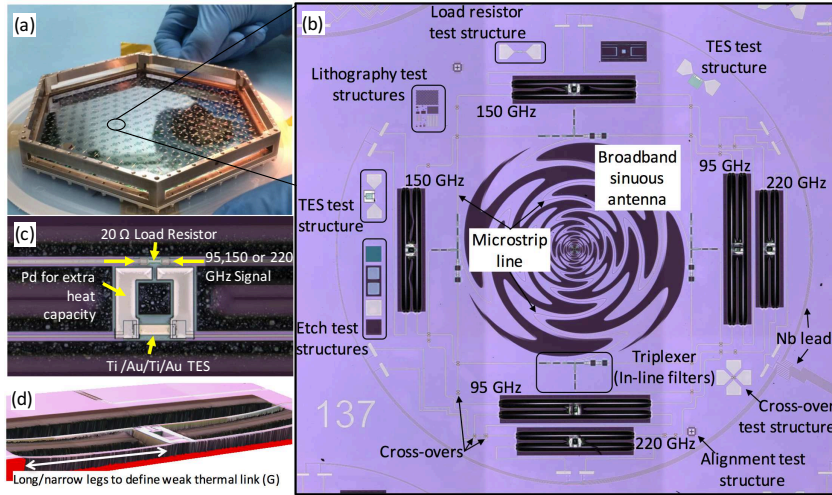 (a)
(b)
Load resistor
test structure
TES test
structure
Lithography test
structures
150 GHz
150 GHz
Broadband
sinuous
antenna
95 GHz
220 GHz
TES test
structure
Microstrip
line
Etch test
structures
Triplexer
(In-line filters)
Nb lead
95 GHz
Cross-over
test structure
137
Cross-overs
220 GHz
Alignment test
structure
(c)
20 Ω Load Resistor
95,150 or 220
GHz Signal
Pd for extra
heat
capacity
Ti /Au/Ti/Au TES
(d)
Long/narrow legs to define weak thermal link (G)